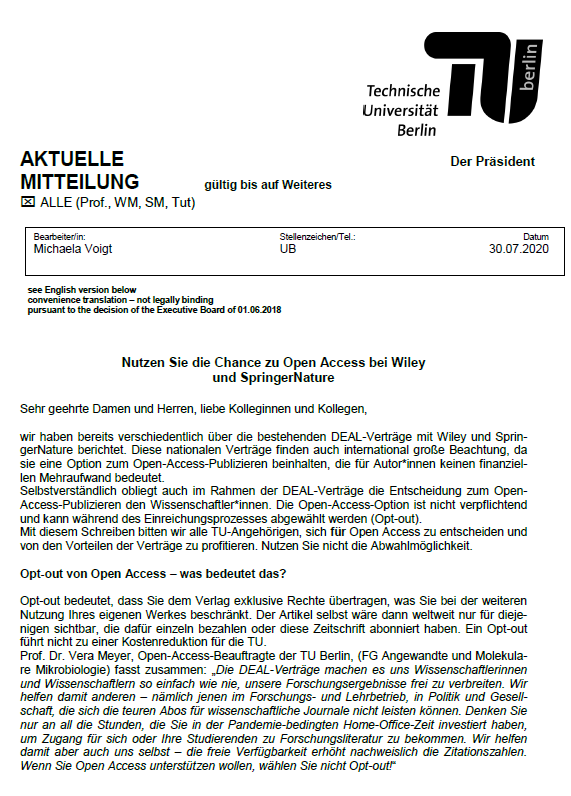 Technische
Universität
Berlin
berlin
AKTUELLE
MITTEILUNG
gültig bis auf Weiteres
Der Präsident
☒ ALLE (Prof., WM, SM, Tut)
Bearbeiter/in: Stellenzeichen/Tel.: Datum
Michaela Voigt UB 30.07.2020
see English version below
convenience translation – not legally binding
pursuant to the decision of the Executive Board of 01.06.2018
Nutzen Sie die Chance zu Open Access bei Wiley
und SpringerNature
Sehr geehrte Damen und Herren, liebe Kolleginnen und Kollegen,
wir haben bereits verschiedentlich über die bestehenden DEAL-Verträge mit Wiley und Sprin-
gerNature berichtet. Diese nationalen Verträge finden auch international große Beachtung, da
sie eine Option zum Open-Access-Publizieren beinhalten, die für Autor*innen keinen finanziel-
len Mehraufwand bedeutet.
Selbstverständlich obliegt auch im Rahmen der DEAL-Verträge die Entscheidung zum Open-
Access-Publizieren den Wissenschaftler*innen. Die Open-Access-Option ist nicht verpflichtend
und kann während des Einreichungsprozesses abgewählt werden (Opt-out).
Mit diesem Schreiben bitten wir alle TU-Angehörigen, sich für Open Access zu entscheiden und
von den Vorteilen der Verträge zu profitieren. Nutzen Sie nicht die Abwahlmöglichkeit.
Opt-out von Open Access – was bedeutet das?
Opt-out bedeutet, dass Sie dem Verlag exklusive Rechte übertragen, was Sie bei der weiteren
Nutzung Ihres eigenen Werkes beschränkt. Der Artikel selbst wäre dann weltweit nur für dieje-
nigen sichtbar, die dafür einzeln bezahlen oder diese Zeitschrift abonniert haben. Ein Opt-out
führt nicht zu einer Kostenreduktion für die TU.
Prof. Dr. Vera Meyer, Open-Access-Beauftragte der TU Berlin, (FG Angewandte und Molekula-
re Mikrobiologie) fasst zusammen: „Die DEAL-Verträge machen es uns Wissenschaftlerinnen
und Wissenschaftlern so einfach wie nie, unsere Forschungsergebnisse frei zu verbreiten. Wir
helfen damit anderen – nämlich jenen im Forschungs- und Lehrbetrieb, in Politik und Gesell-
schaft, die sich die teuren Abos für wissenschaftliche Journale nicht leisten können. Denken Sie
nur an all die Stunden, die Sie in der Pandemie-bedingten Home-Office-Zeit investiert haben,
um Zugang für sich oder Ihre Studierenden zu Forschungsliteratur zu bekommen. Wir helfen
damit aber auch uns selbst – die freie Verfügbarkeit erhöht nachweislich die Zitationszahlen.
Wenn Sie Open Access unterstützen wollen, wählen Sie nicht Opt-out!“